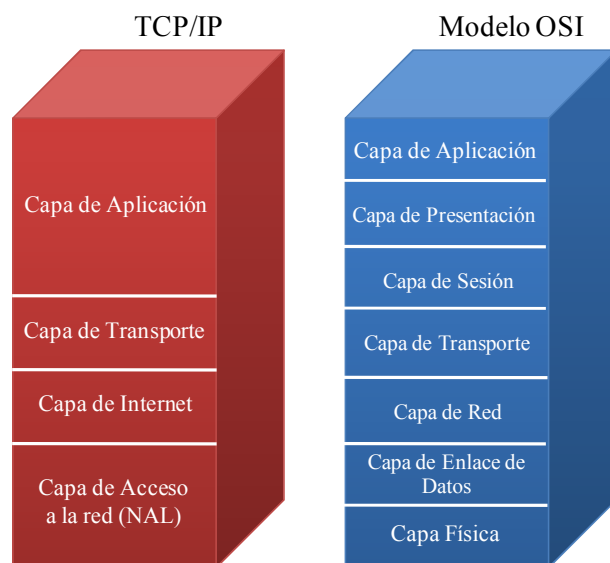 TCP/IP
Capa de Aplicación
Capa de Transporte
Capa de Internet
Capa de Acceso
a la red (NAL)
Modelo OSI
Capa de Aplicación
Capa de Presentación
Capa de Sesión
Capa de Transporte
Capa de Red
Capa de Enlace de
Datos
Capa Física